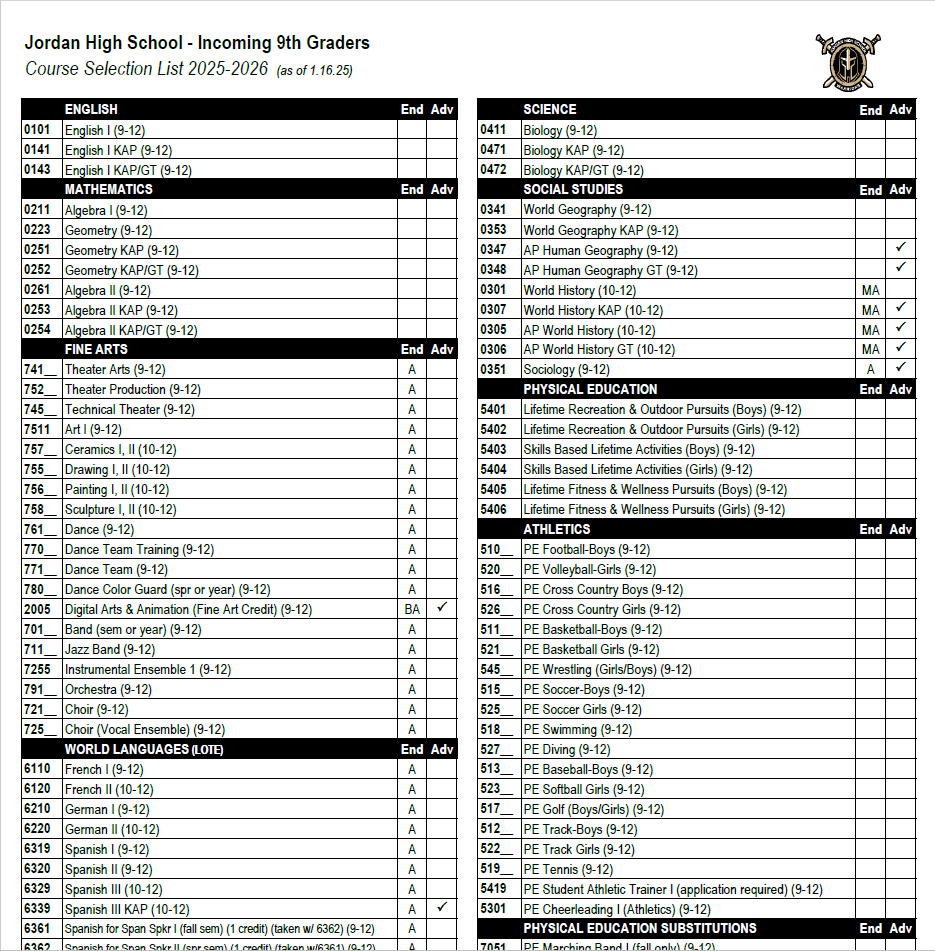 Jordan High School - Incoming 9th Graders
Course Selection List 2025-2026 (as of 1.16.25)
ENGLISH End Adv
0101 English I (9-12)
0141 English I KAP (9-12)
0143 English I KAP/GT (9-12)
MATHEMATICS End Adv
0211 Algebra I (9-12)
0223 Geometry (9-12)
0251 Geometry KAP (9-12)
0252 Geometry KAP/GT (9-12)
0261 Algebra II (9-12)
0253 Algebra II KAP (9-12)
0254 Algebra II KAP/GT (9-12)
FINE ARTS End Adv
741__ Theater Arts (9-12) A
752__ Theater Production (9-12) A
745__ Technical Theater (9-12) A
7511 Art I (9-12) A
757__ Ceramics I, II (10-12) A
755__ Drawing I, II (10-12) A
756__ Painting I, II (10-12) A
758__ Sculpture I, II (10-12) A
761__ Dance (9-12) A
770__ Dance Team Training (9-12) A
771__ Dance Team (9-12) A
780__ Dance Color Guard (spr or year) (9-12) A
2005 Digital Arts & Animation (Fine Art Credit) (9-12) BA ✓
701__ Band (sem or year) (9-12) A
711__ Jazz Band (9-12) A
7255 Instrumental Ensemble 1 (9-12) A
791__ Orchestra (9-12) A
721__ Choir (9-12) A
725__ Choir (Vocal Ensemble) (9-12) A
WORLD LANGUAGES (LOTE) End Adv
6110 French I (9-12) A
6120 French II (10-12) A
6210 German I (9-12) A
6220 German II (10-12) A
6319 Spanish I (9-12) A
6320 Spanish II (9-12) A
6329 Spanish III (10-12) A
6339 Spanish III KAP (10-12) A ✓
6361 Spanish for Span Spkr I (fall sem) (1 credit) (taken w/ 6362) (9-12) A
6362 Spanish for Span Spkr II (spr sem) (1 credit) (taken w/6361) (9-12) A
SCIENCE End Adv
0411 Biology (9-12)
0471 Biology KAP (9-12)
0472 Biology KAP/GT (9-12)
SOCIAL STUDIES End Adv
0341 World Geography (9-12)
0353 World Geography KAP (9-12)
0347 AP Human Geography (9-12) ✓
0348 AP Human Geography GT (9-12) ✓
0301 World History (10-12) MA
0307 World History KAP (10-12) MA ✓
0305 AP World History (10-12) MA ✓
0306 AP World History GT (10-12) MA ✓
0351 Sociology (9-12) A ✓
PHYSICAL EDUCATION End Adv
5401 Lifetime Recreation & Outdoor Pursuits (Boys) (9-12)
5402 Lifetime Recreation & Outdoor Pursuits (Girls) (9-12)
5403 Skills Based Lifetime Activities (Boys) (9-12)
5404 Skills Based Lifetime Activities (Girls) (9-12)
5405 Lifetime Fitness & Wellness Pursuits (Boys) (9-12)
5406 Lifetime Fitness & Wellness Pursuits (Girls) (9-12)
ATHLETICS End Adv
510__ PE Football-Boys (9-12)
520__ PE Volleyball-Girls (9-12)
516__ PE Cross Country Boys (9-12)
526__ PE Cross Country Girls (9-12)
511__ PE Basketball-Boys (9-12)
521__ PE Basketball Girls (9-12)
545__ PE Wrestling (Girls/Boys) (9-12)
515__ PE Soccer-Boys (9-12)
525__ PE Soccer Girls (9-12)
518__ PE Swimming (9-12)
527__ PE Diving (9-12)
513__ PE Baseball-Boys (9-12)
523__ PE Softball Girls (9-12)
517__ PE Golf (Boys/Girls) (9-12)
512__ PE Track-Boys (9-12)
522__ PE Track Girls (9-12)
519__ PE Tennis (9-12)
5419 PE Student Athletic Trainer I (application required) (9-12)
5301 PE Cheerleading I (Athletics) (9-12)
PHYSICAL EDUCATION SUBSTITUTIONS End Adv
7051 PE Marching Band I (fall only) (9-12)